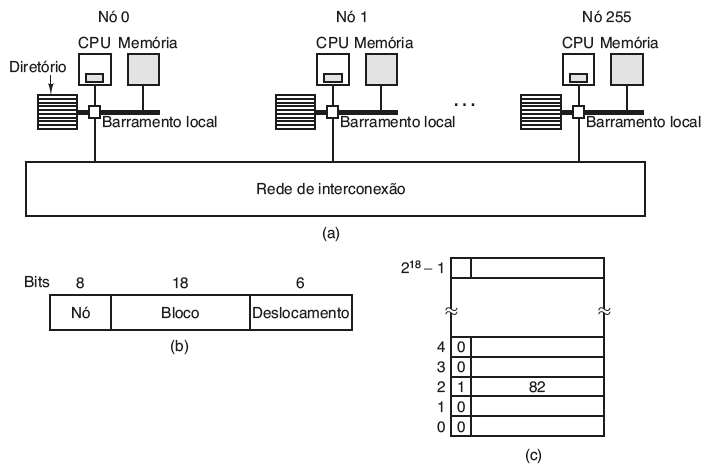 Nó 0 Nó 1 Nó 255
CPU Memória CPU Memória CPU Memória
Diretório
...
Barramento local Barramento local Barramento local
Rede de interconexão
(a)
Bits 8 18 6
Nó Bloco Deslocamento
(b)
2¹⁸ – 1
4 0
3 0
2 1 82
1 0
0 0
(c)